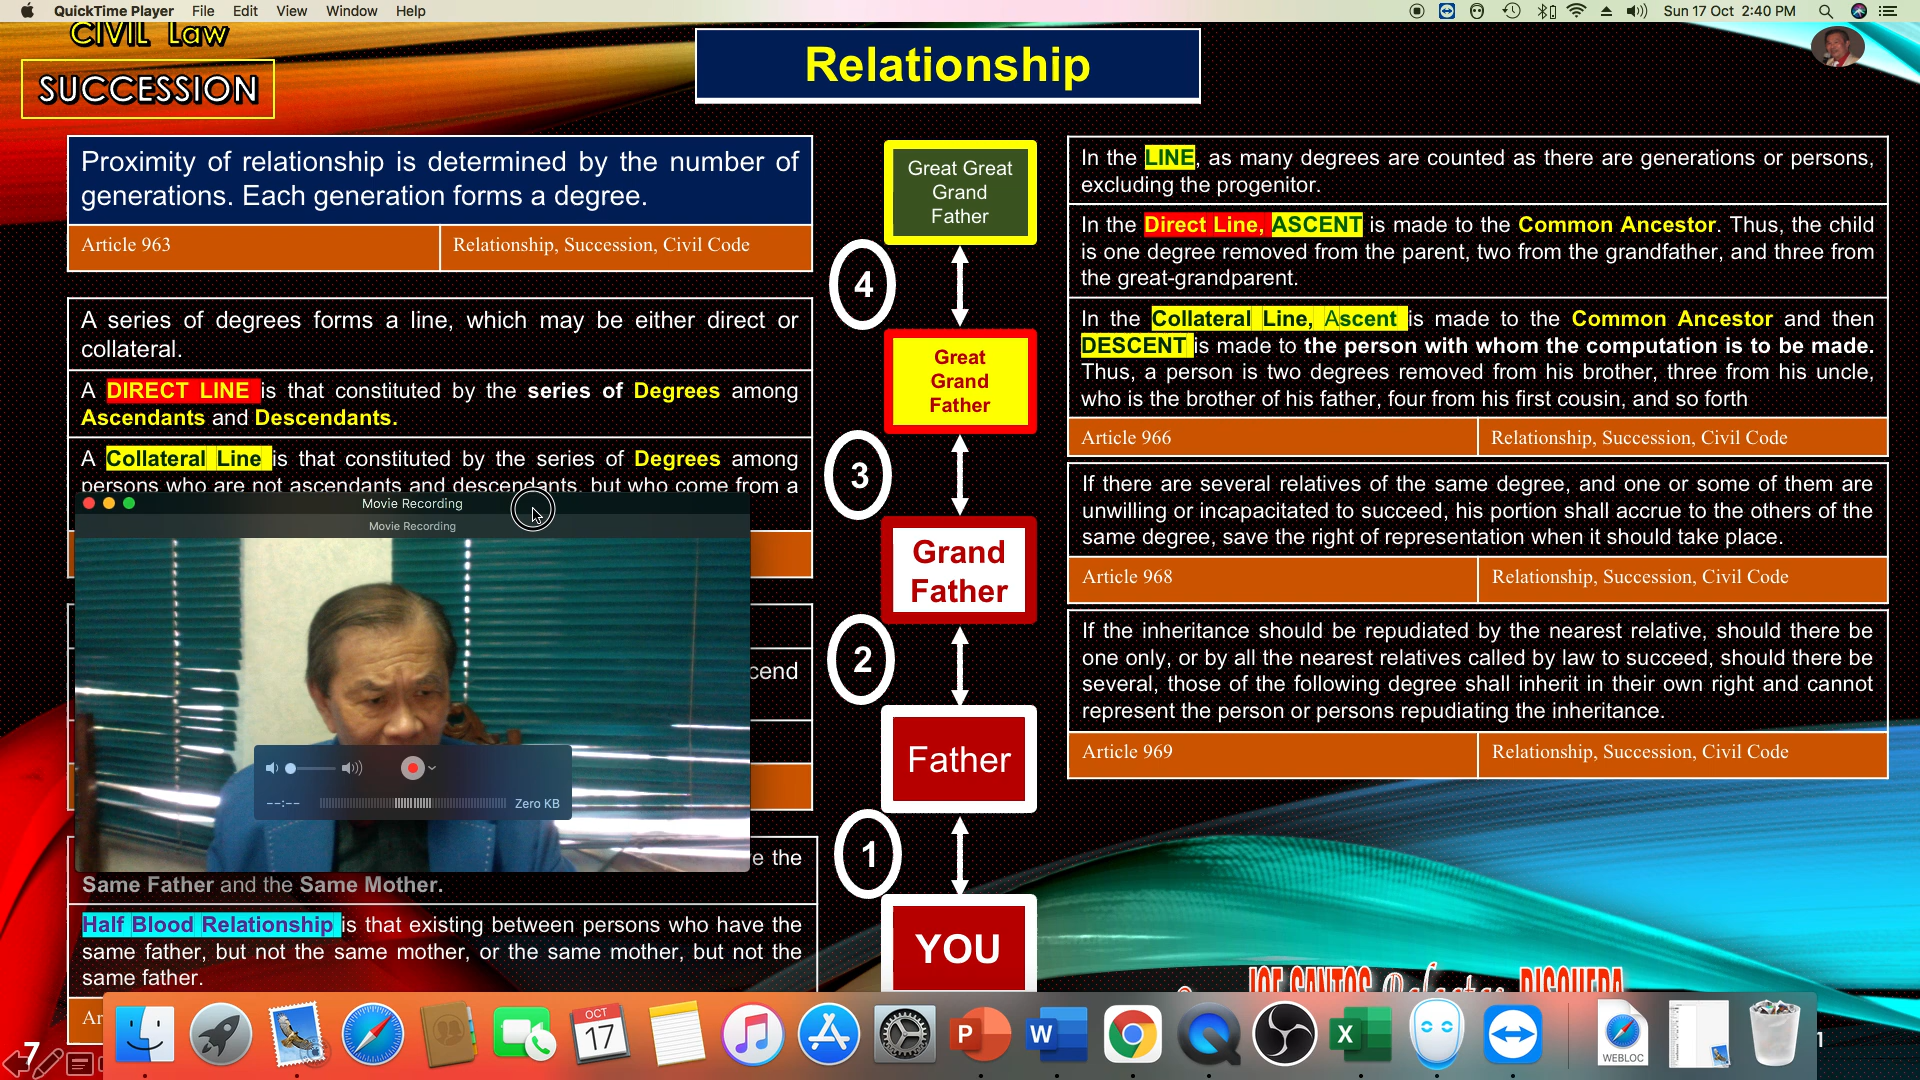 QuickTime Player File Edit View Window Help
Sun 17 Oct 2:40 PM
CIVIL Law
SUCCESSION
Relationship
Proximity of relationship is determined by the number of
generations. Each generation forms a degree.
Article 963 Relationship, Succession, Civil Code
A series of degrees forms a line, which may be either direct or
collateral.
A DIRECT LINE is that constituted by the series of Degrees among
Ascendants and Descendants.
A Collateral Line is that constituted by the series of Degrees among
persons who are not ascendants and descendants, but who come from a
Movie Recording
Movie Recording
cend
--:-- Zero KB
e the
Same Father and the Same Mother.
Half Blood Relationship is that existing between persons who have the
same father, but not the same mother, or the same mother, but not the
same father.
Ar
7
Great Great
Grand
Father
4
Great
Grand
Father
3
Grand
Father
2
Father
1
YOU
In the LINE, as many degrees are counted as there are generations or persons,
excluding the progenitor.
In the Direct Line, ASCENT is made to the Common Ancestor. Thus, the child
is one degree removed from the parent, two from the grandfather, and three from
the great-grandparent.
In the Collateral Line, Ascent is made to the Common Ancestor and then
DESCENT is made to the person with whom the computation is to be made.
Thus, a person is two degrees removed from his brother, three from his uncle,
who is the brother of his father, four from his first cousin, and so forth
Article 966 Relationship, Succession, Civil Code
If there are several relatives of the same degree, and one or some of them are
unwilling or incapacitated to succeed, his portion shall accrue to the others of the
same degree, save the right of representation when it should take place.
Article 968 Relationship, Succession, Civil Code
If the inheritance should be repudiated by the nearest relative, should there be
one only, or by all the nearest relatives called by law to succeed, should there be
several, those of the following degree shall inherit in their own right and cannot
represent the person or persons repudiating the inheritance.
Article 969 Relationship, Succession, Civil Code
JOE SANTOS BISQUERA
OCT
17
P
W
X
WEBLOC